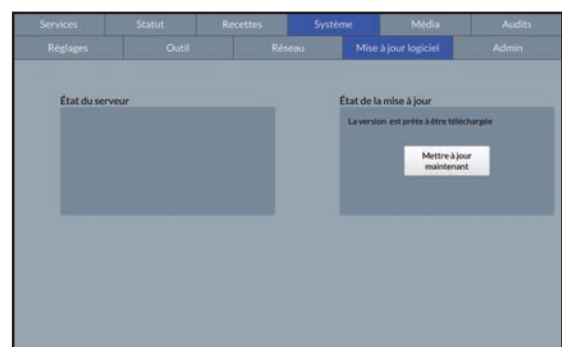 Services Statut Recettes Système Média Audits
Réglages Outil Réseau Mise à jour logiciel Admin
État du serveur
État de la mise à jour
La version est prête à être téléchargée
Mettre à jour
maintenant